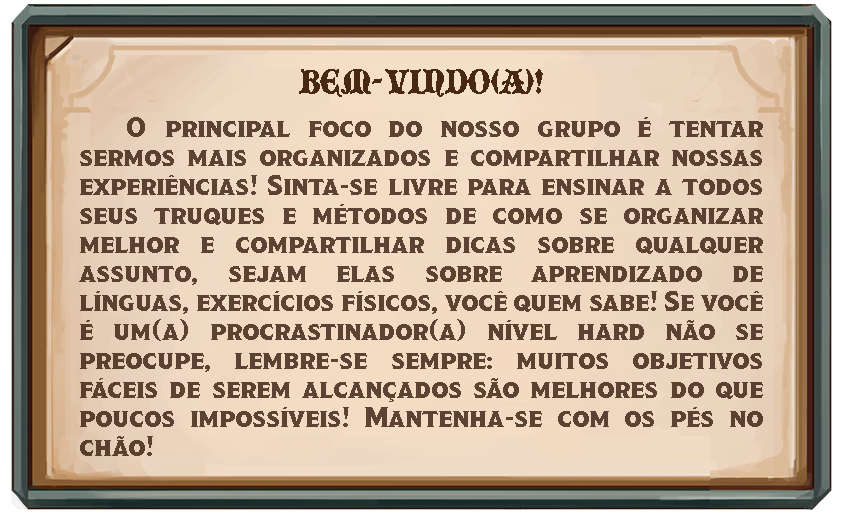 BEM-VINDO(A)!
O PRINCIPAL FOCO DO NOSSO GRUPO É TENTAR
SERMOS MAIS ORGANIZADOS E COMPARTILHAR NOSSAS
EXPERIÊNCIAS! SINTA-SE LIVRE PARA ENSINAR A TODOS
SEUS TRUQUES E MÉTODOS DE COMO SE ORGANIZAR
MELHOR E COMPARTILHAR DICAS SOBRE QUALQUER
ASSUNTO, SEJAM ELAS SOBRE APRENDIZADO DE
LÍNGUAS, EXERCÍCIOS FÍSICOS, VOCÊ QUEM SABE! SE VOCÊ
É UM(A) PROCRASTINADOR(A) NÍVEL HARD NÃO SE
PREOCUPE, LEMBRE-SE SEMPRE: MUITOS OBJETIVOS
FÁCEIS DE SEREM ALCANÇADOS SÃO MELHORES DO QUE
POUCOS IMPOSSÍVEIS! MANTENHA-SE COM OS PÉS NO
CHÃO!